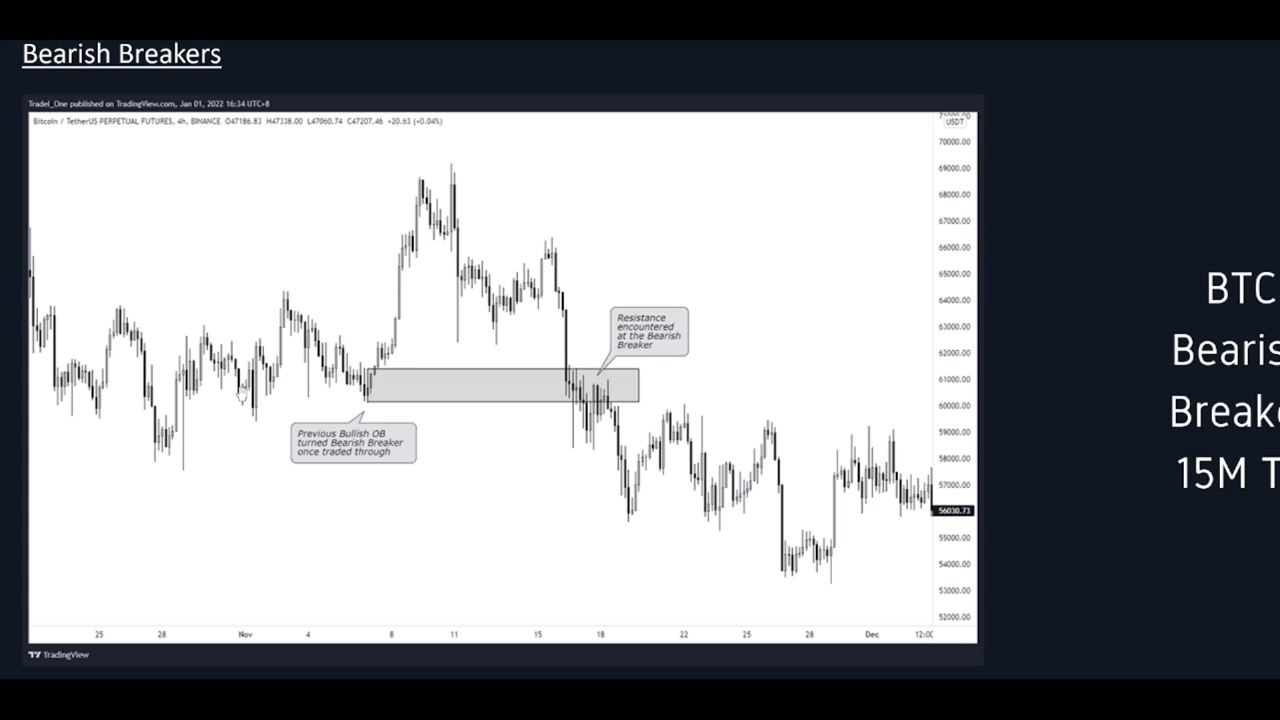 Bearish Breakers
Tradel_One published on TradingView.com, Jan 01, 2022 16:34 UTC+8
Bitcoin / TetherUS PERPETUAL FUTURES, 4h, BINANCE O47186.83 H47338.00 L47060.74 C47207.46 +20.63 (+0.04%)
USDT
70000.00
69000.00
68000.00
67000.00
66000.00
65000.00
64000.00
63000.00
62000.00
61000.00
60000.00
59000.00
58000.00
57000.00
56030.73
55000.00
54000.00
53000.00
52000.00
Resistance
encountered
at the Bearish
Breaker
Previous Bullish OB
turned Bearish Breaker
once traded through
25 28 Nov 4 8 11 15 18 22 25 28 Dec 12:00
TradingView
BTC
Bearis
Break
15M T